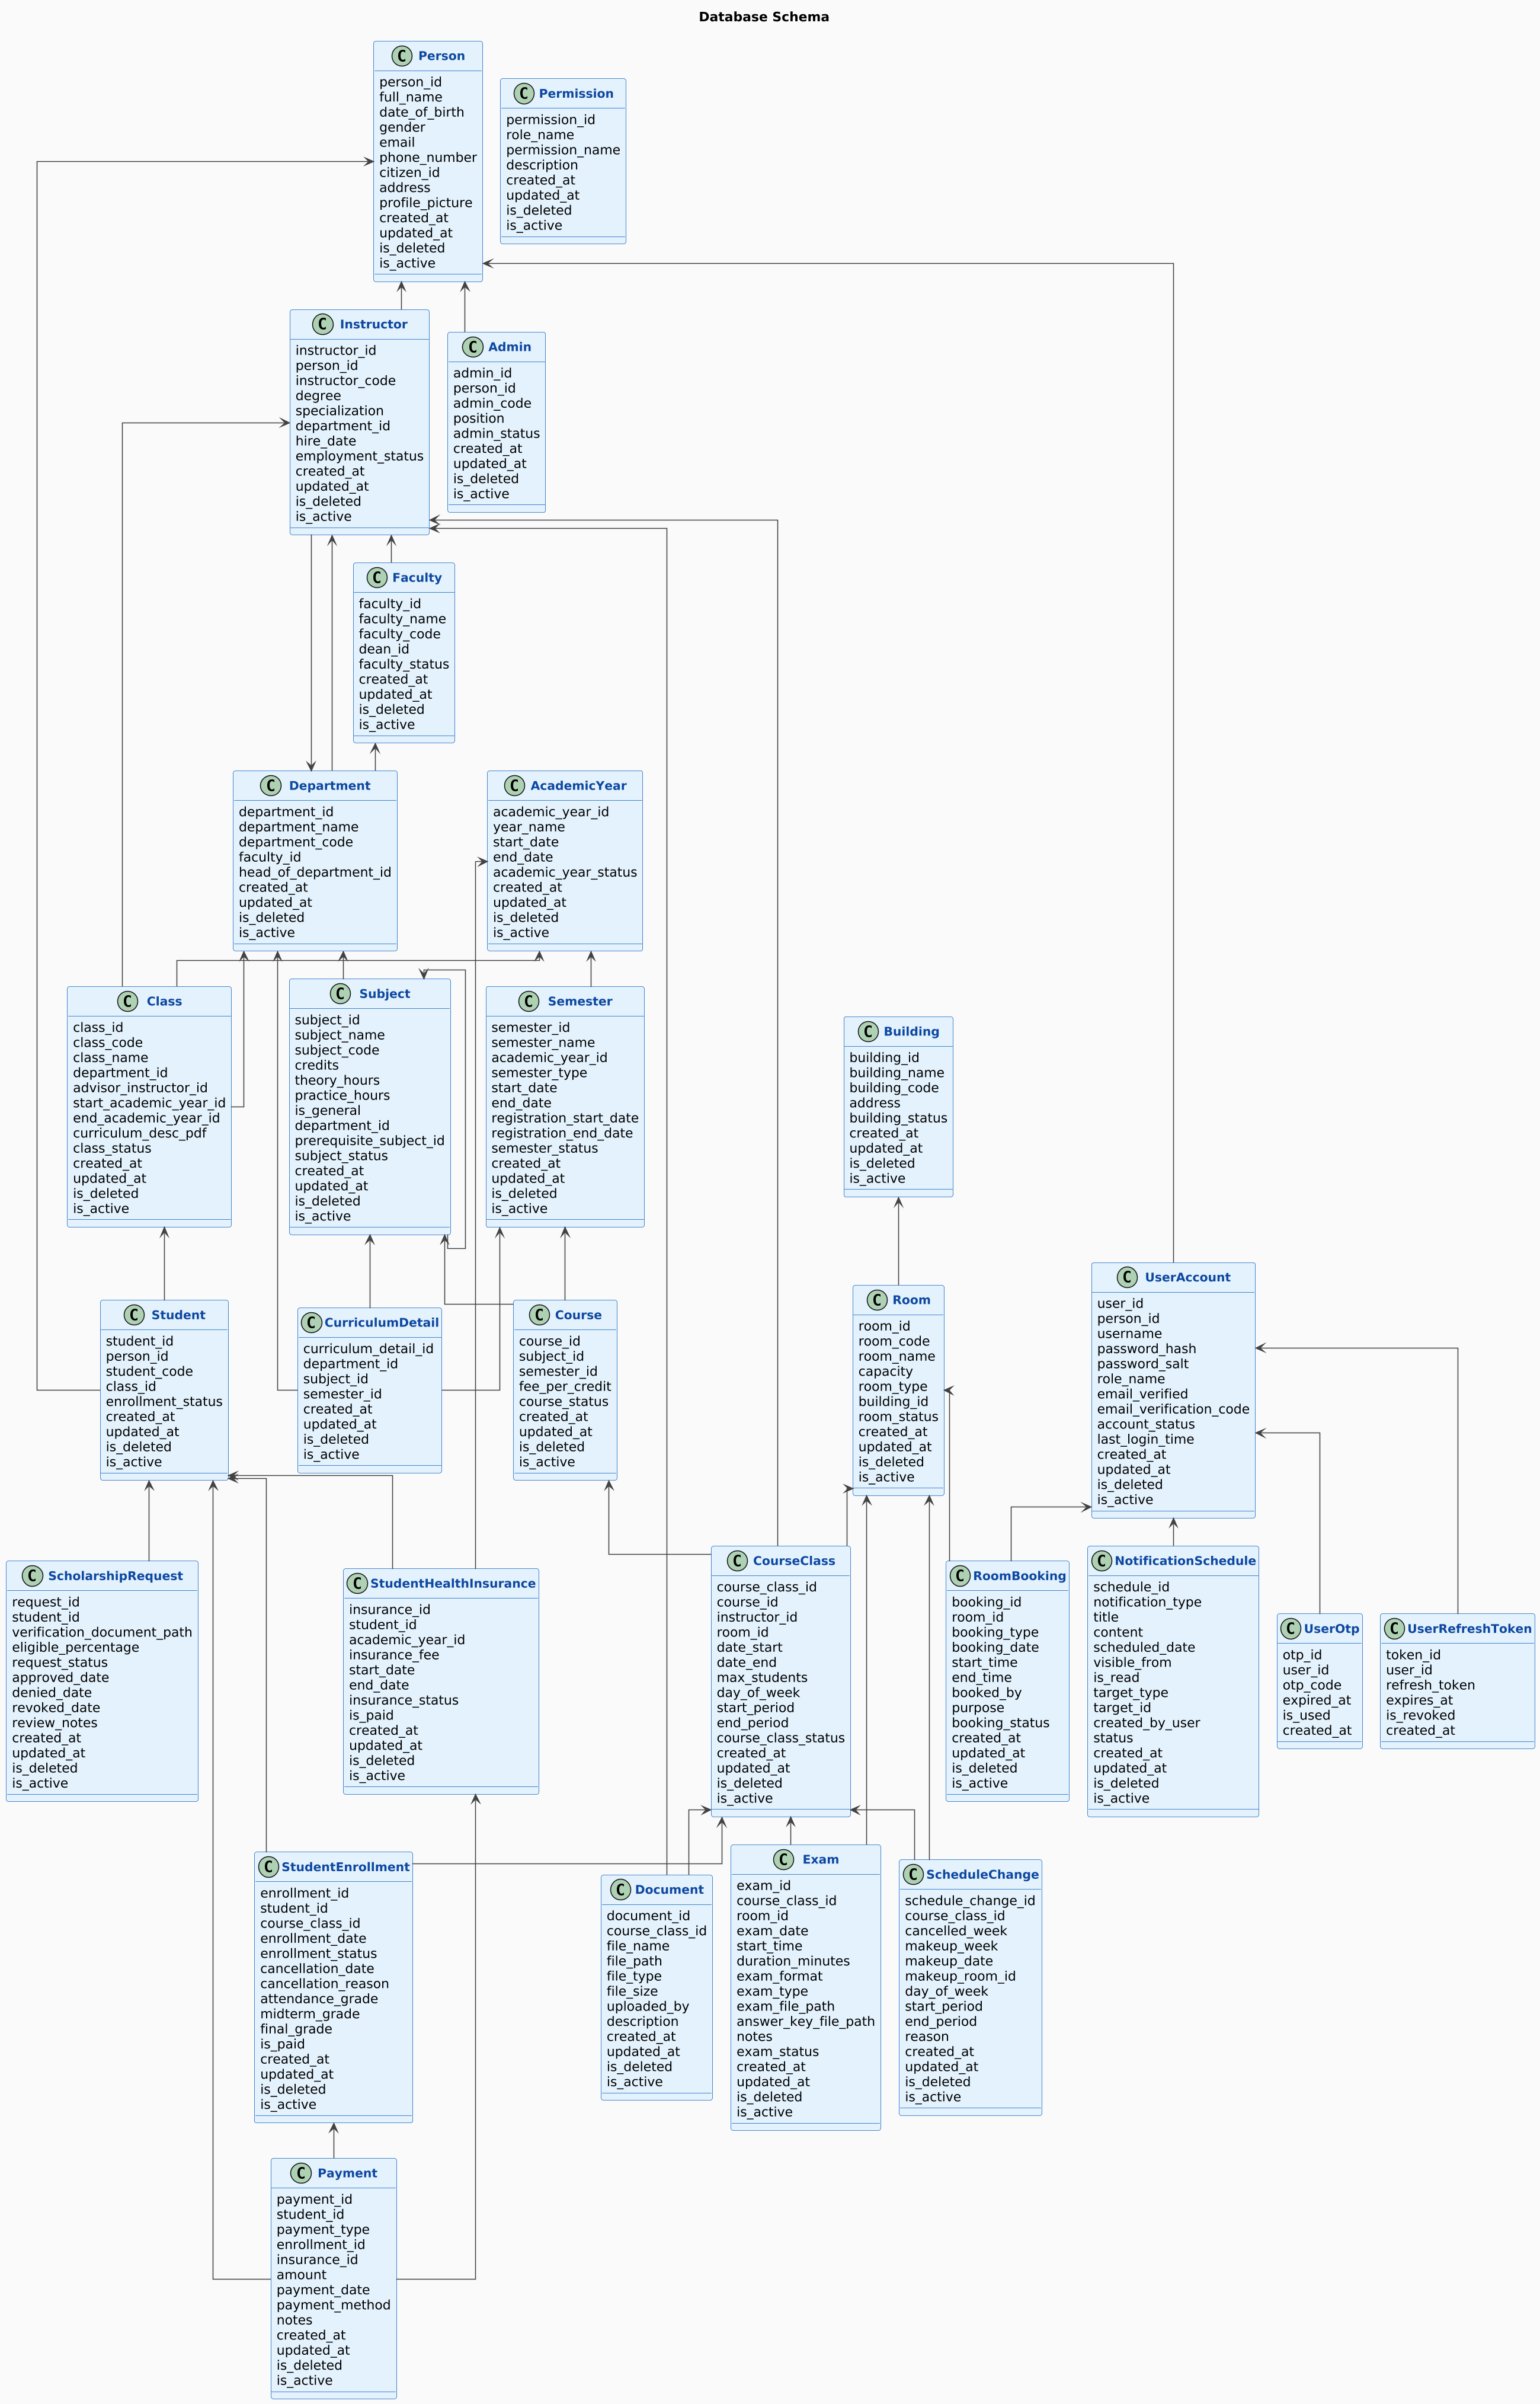 Database Schema
C Person
person_id
full_name
date_of_birth
gender
email
phone_number
citizen_id
address
profile_picture
created_at
updated_at
is_deleted
is_active
C Permission
permission_id
role_name
permission_name
description
created_at
updated_at
is_deleted
is_active
C Instructor
instructor_id
person_id
instructor_code
degree
specialization
department_id
hire_date
employment_status
created_at
updated_at
is_deleted
is_active
C Admin
admin_id
person_id
admin_code
position
admin_status
created_at
updated_at
is_deleted
is_active
C Faculty
faculty_id
faculty_name
faculty_code
dean_id
faculty_status
created_at
updated_at
is_deleted
is_active
C Department
department_id
department_name
department_code
faculty_id
head_of_department_id
created_at
updated_at
is_deleted
is_active
C AcademicYear
academic_year_id
year_name
start_date
end_date
academic_year_status
created_at
updated_at
is_deleted
is_active
C Class
class_id
class_code
class_name
department_id
advisor_instructor_id
start_academic_year_id
end_academic_year_id
curriculum_desc_pdf
class_status
created_at
updated_at
is_deleted
is_active
C Subject
subject_id
subject_name
subject_code
credits
theory_hours
practice_hours
is_general
department_id
prerequisite_subject_id
subject_status
created_at
updated_at
is_deleted
is_active
C Semester
semester_id
semester_name
academic_year_id
semester_type
start_date
end_date
registration_start_date
registration_end_date
semester_status
created_at
updated_at
is_deleted
is_active
C Building
building_id
building_name
building_code
address
building_status
created_at
updated_at
is_deleted
is_active
C Student
student_id
person_id
student_code
class_id
enrollment_status
created_at
updated_at
is_deleted
is_active
C CurriculumDetail
curriculum_detail_id
department_id
subject_id
semester_id
created_at
updated_at
is_deleted
is_active
C Course
course_id
subject_id
semester_id
fee_per_credit
course_status
created_at
updated_at
is_deleted
is_active
C Room
room_id
room_code
room_name
capacity
room_type
building_id
room_status
created_at
updated_at
is_deleted
is_active
C UserAccount
user_id
person_id
username
password_hash
password_salt
role_name
email_verified
email_verification_code
account_status
last_login_time
created_at
updated_at
is_deleted
is_active
C ScholarshipRequest
request_id
student_id
verification_document_path
eligible_percentage
request_status
approved_date
denied_date
revoked_date
review_notes
created_at
updated_at
is_deleted
is_active
C StudentHealthInsurance
insurance_id
student_id
academic_year_id
insurance_fee
start_date
end_date
insurance_status
is_paid
created_at
updated_at
is_deleted
is_active
C CourseClass
course_class_id
course_id
instructor_id
room_id
date_start
date_end
max_students
day_of_week
start_period
end_period
course_class_status
created_at
updated_at
is_deleted
is_active
C RoomBooking
booking_id
room_id
booking_type
booking_date
start_time
end_time
booked_by
purpose
booking_status
created_at
updated_at
is_deleted
is_active
C NotificationSchedule
schedule_id
notification_type
title
content
scheduled_date
visible_from
is_read
target_type
target_id
created_by_user
status
created_at
updated_at
is_deleted
is_active
C UserOtp
otp_id
user_id
otp_code
expired_at
is_used
created_at
C UserRefreshToken
token_id
user_id
refresh_token
expires_at
is_revoked
created_at
C StudentEnrollment
enrollment_id
student_id
course_class_id
enrollment_date
enrollment_status
cancellation_date
cancellation_reason
attendance_grade
midterm_grade
final_grade
is_paid
created_at
updated_at
is_deleted
is_active
C Document
document_id
course_class_id
file_name
file_path
file_type
file_size
uploaded_by
description
created_at
updated_at
is_deleted
is_active
C Exam
exam_id
course_class_id
room_id
exam_date
start_time
duration_minutes
exam_format
exam_type
exam_file_path
answer_key_file_path
notes
exam_status
created_at
updated_at
is_deleted
is_active
C ScheduleChange
schedule_change_id
course_class_id
cancelled_week
makeup_week
makeup_date
makeup_room_id
day_of_week
start_period
end_period
reason
created_at
updated_at
is_deleted
is_active
C Payment
payment_id
student_id
payment_type
enrollment_id
insurance_id
amount
payment_date
payment_method
notes
created_at
updated_at
is_deleted
is_active